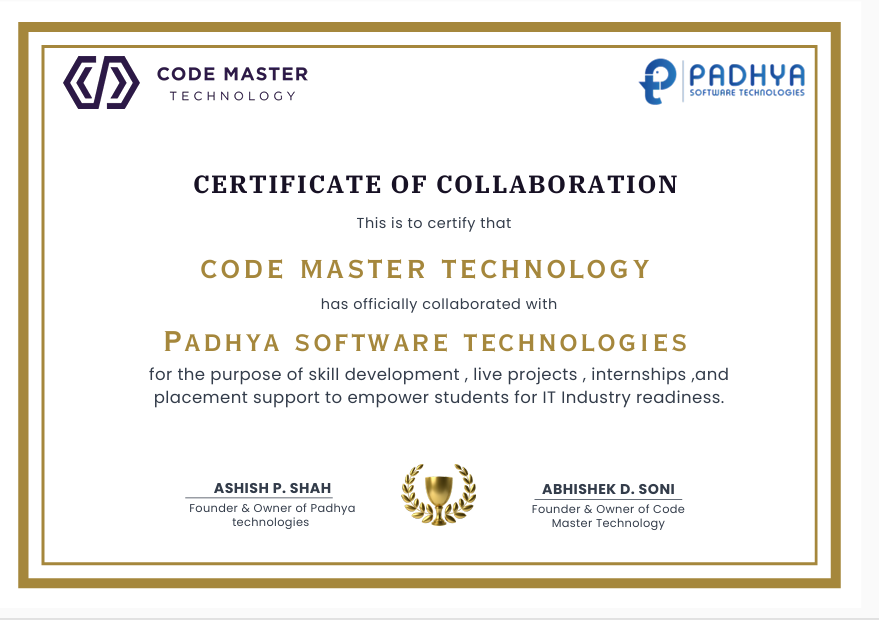 CODE MASTER
TECHNOLOGY
PADHYA
SOFTWARE TECHNOLOGIES
CERTIFICATE OF COLLABORATION
This is to certify that
CODE MASTER TECHNOLOGY
has officially collaborated with
PADHYA SOFTWARE TECHNOLOGIES
for the purpose of skill development , live projects , internships ,and
placement support to empower students for IT Industry readiness.
ASHISH P. SHAH
Founder & Owner of Padhya
technologies
ABHISHEK D. SONI
Founder & Owner of Code
Master Technology